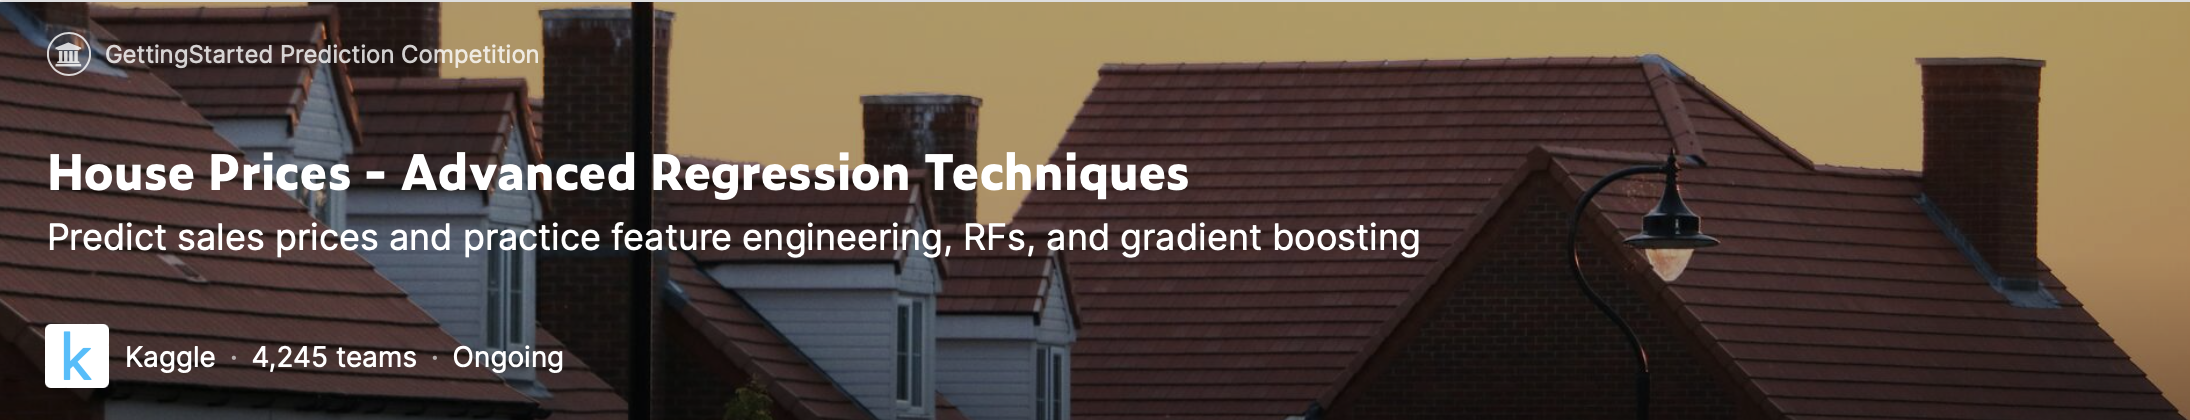 GettingStarted Prediction Competition
House Prices - Advanced Regression Techniques
Predict sales prices and practice feature engineering, RFs, and gradient boosting
k Kaggle · 4,245 teams · Ongoing